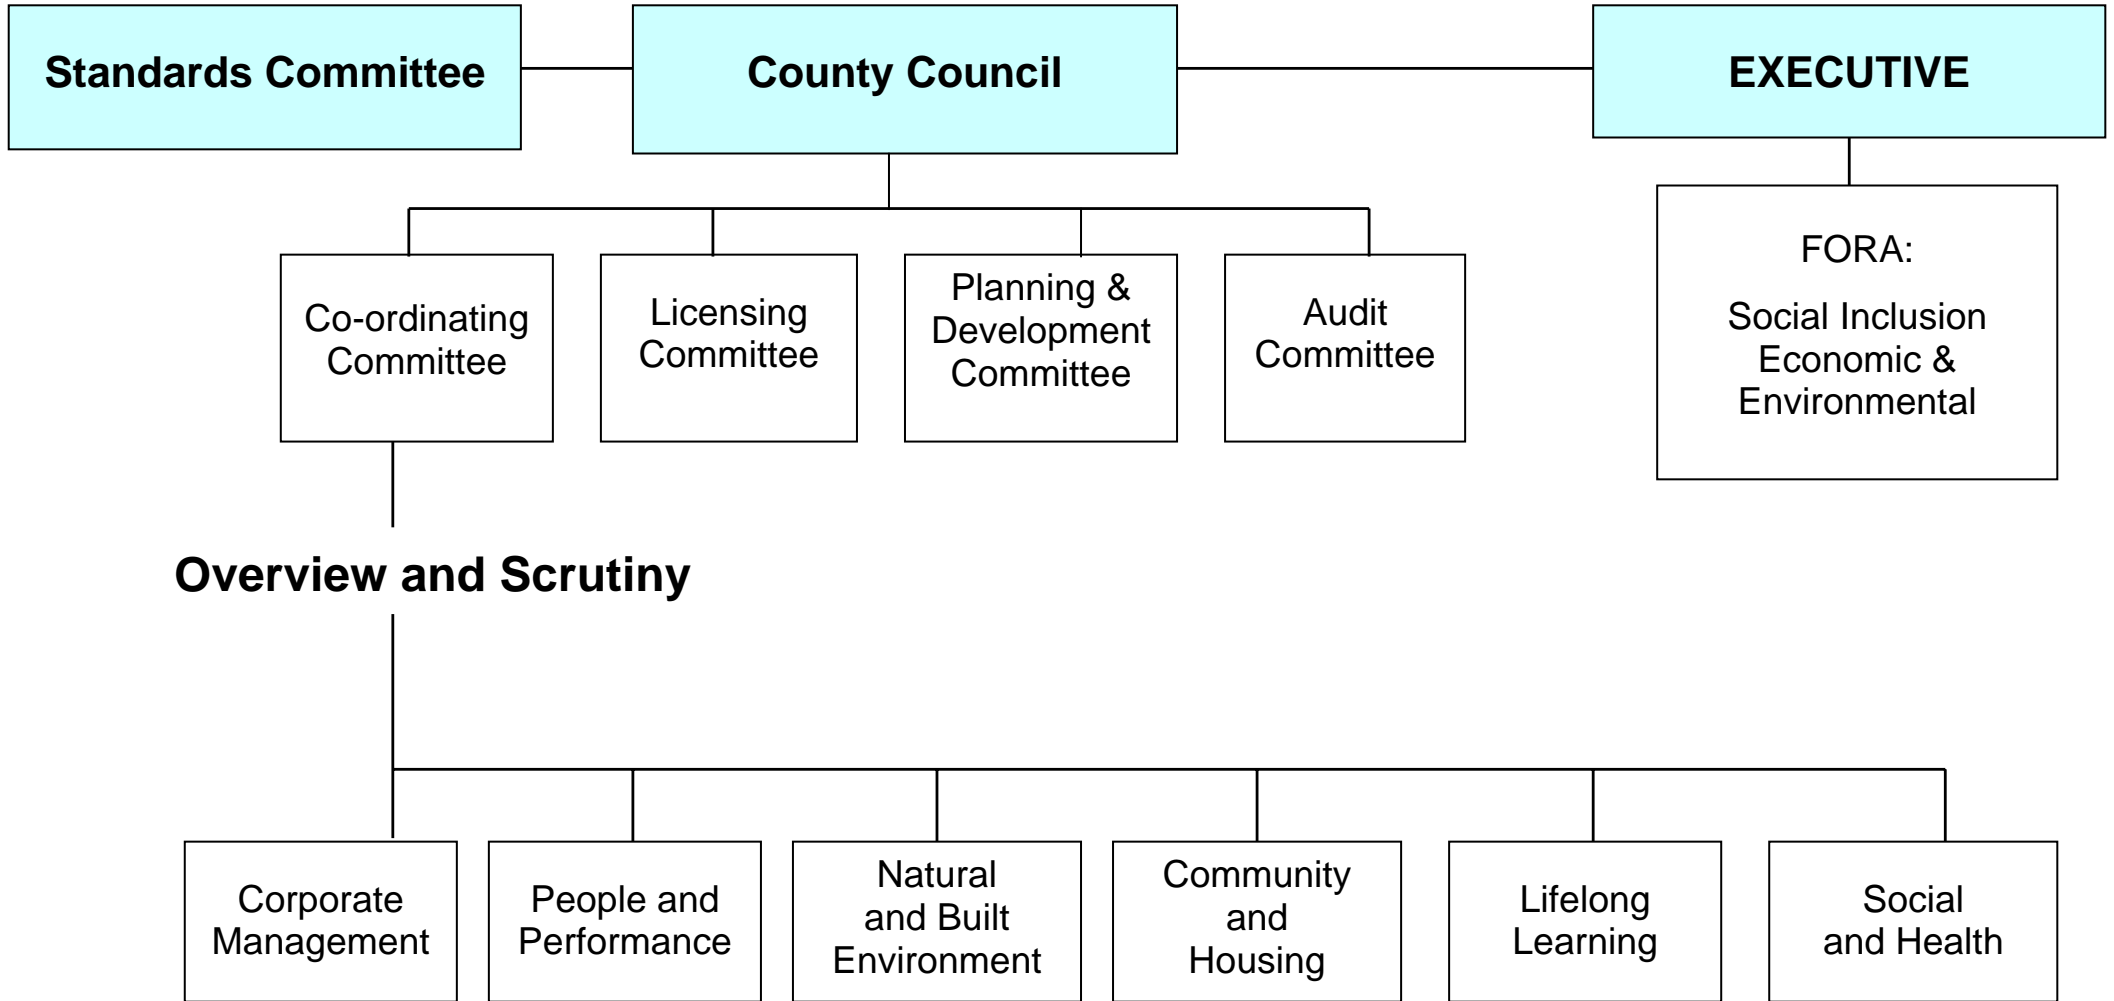 Standards Committee
County Council
EXECUTIVE
Co-ordinating
Committee
Licensing
Committee
Planning &
Development
Committee
Audit
Committee
FORA:
Social Inclusion
Economic &
Environmental
Overview and Scrutiny
Corporate
Management
People and
Performance
Natural
and Built
Environment
Community
and
Housing
Lifelong
Learning
Social
and Health